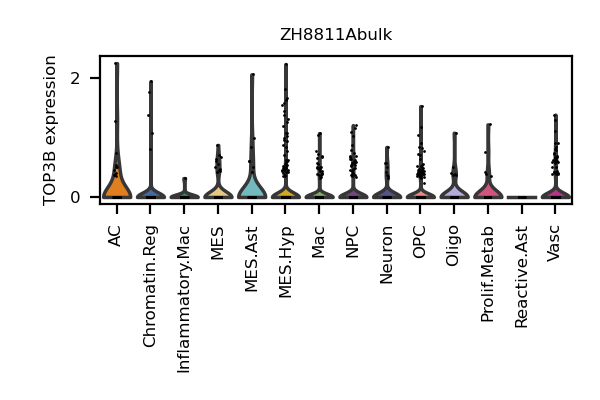 ZH8811Abulk
TOP3B expression
2
0
AC
Chromatin.Reg
Inflammatory.Mac
MES
MES.Ast
MES.Hyp
Mac
NPC
Neuron
OPC
Oligo
Prolif.Metab
Reactive.Ast
Vasc